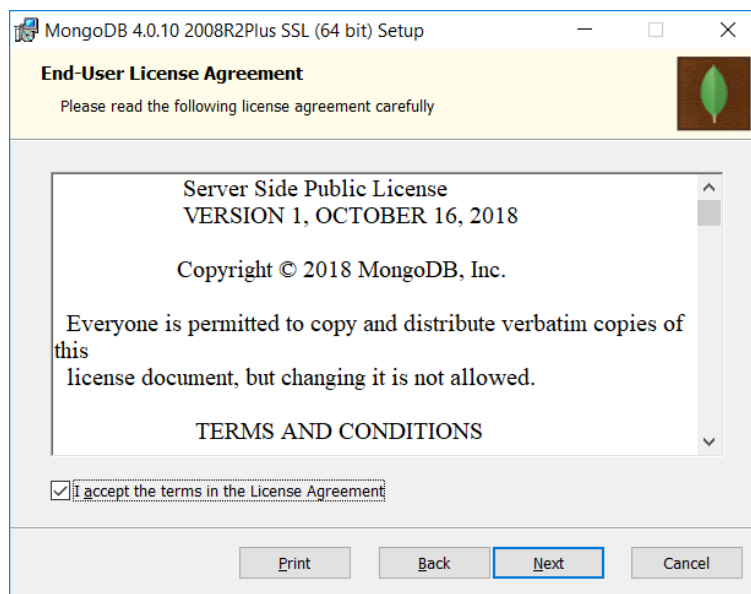 MongoDB 4.0.10 2008R2Plus SSL (64 bit) Setup
End-User License Agreement
Please read the following license agreement carefully
Server Side Public License
VERSION 1, OCTOBER 16, 2018
Copyright © 2018 MongoDB, Inc.
Everyone is permitted to copy and distribute verbatim copies of
this
license document, but changing it is not allowed.
TERMS AND CONDITIONS
I accept the terms in the License Agreement
Print Back Next Cancel